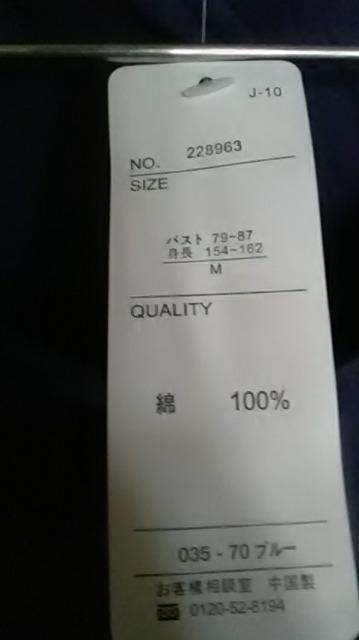 J-10
NO. 228963
SIZE
バスト 79~87
身長 154~162
M
QUALITY
綿 100%
035 - 70 ブルー
お客様相談室 中国製
0120-52-8194